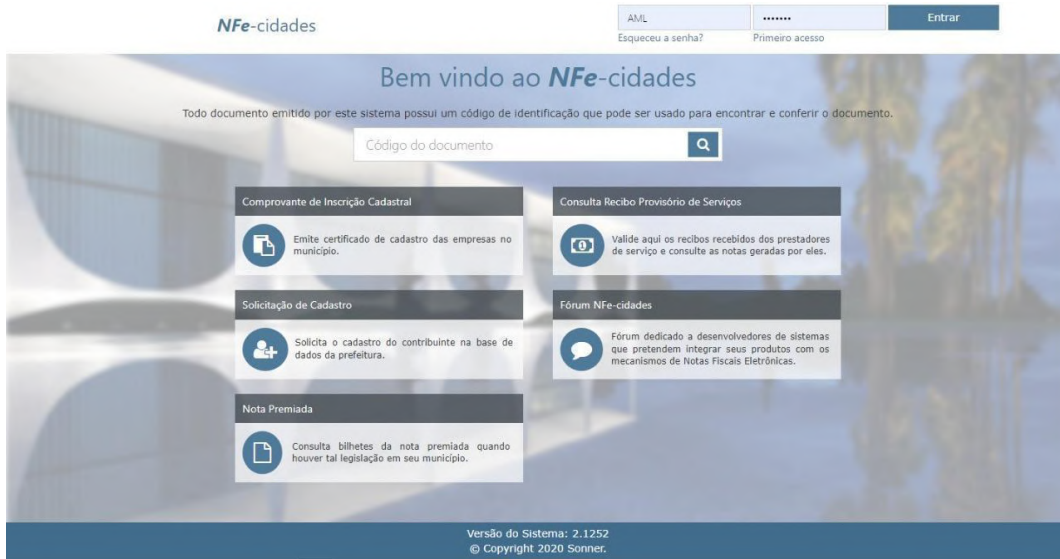 NFe-cidades
AML
•••••••
Entrar
Esqueceu a senha?
Primeiro acesso
Bem vindo ao NFe-cidades
Todo documento emitido por este sistema possui um código de identificação que pode ser usado para encontrar e conferir o documento.
Código do documento
Comprovante de Inscrição Cadastral
Emite certificado de cadastro das empresas no
município.
Consulta Recibo Provisório de Serviços
Valide aqui os recibos recebidos dos prestadores
de serviço e consulte as notas geradas por eles.
Solicitação de Cadastro
Solicita o cadastro do contribuinte na base de
dados da prefeitura.
Fórum NFe-cidades
Fórum dedicado a desenvolvedores de sistemas
que pretendem integrar seus produtos com os
mecanismos de Notas Fiscais Eletrônicas.
Nota Premiada
Consulta bilhetes da nota premiada quando
houver tal legislação em seu município.
Versão do Sistema: 2.1252
© Copyright 2020 Sonner.